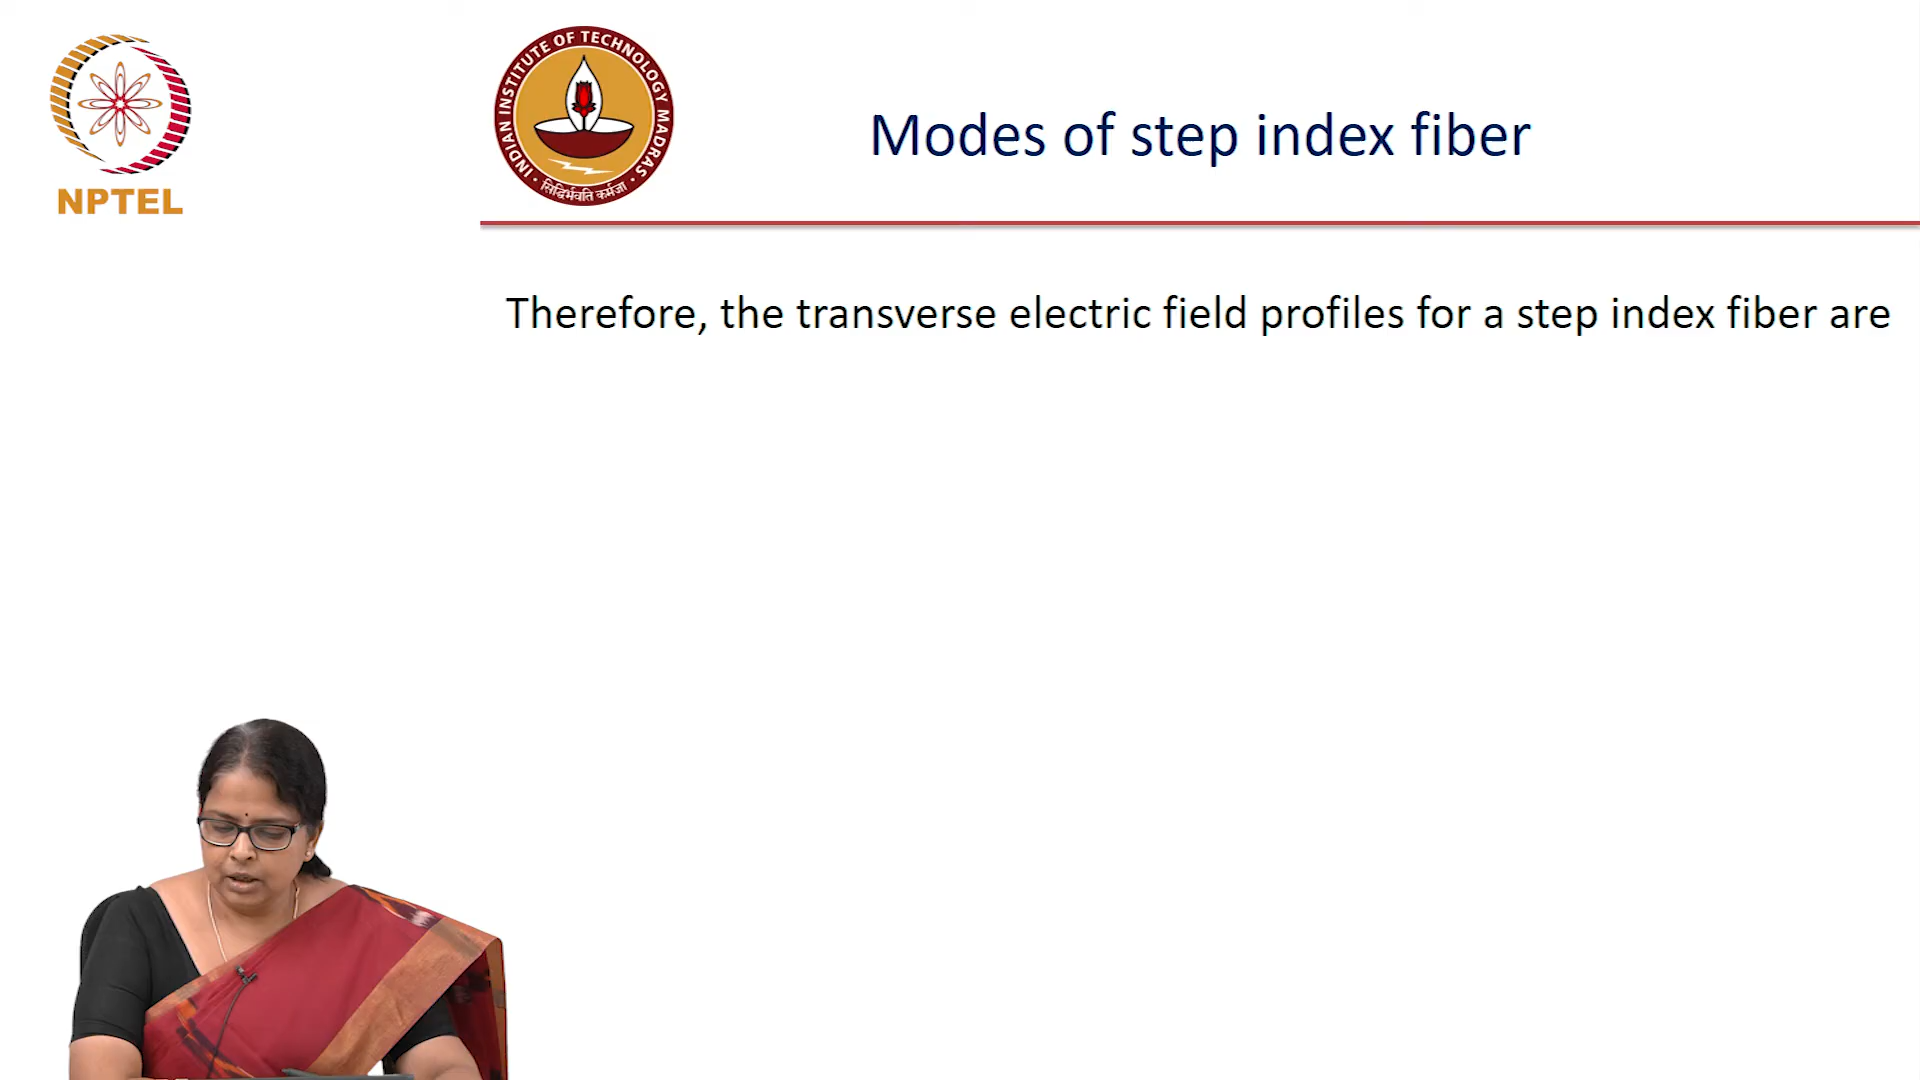 NPTEL
INDIAN INSTITUTE OF TECHNOLOGY MADRAS
सिद्धिर्भवति कर्मजा
Modes of step index fiber
Therefore, the transverse electric field profiles for a step index fiber are